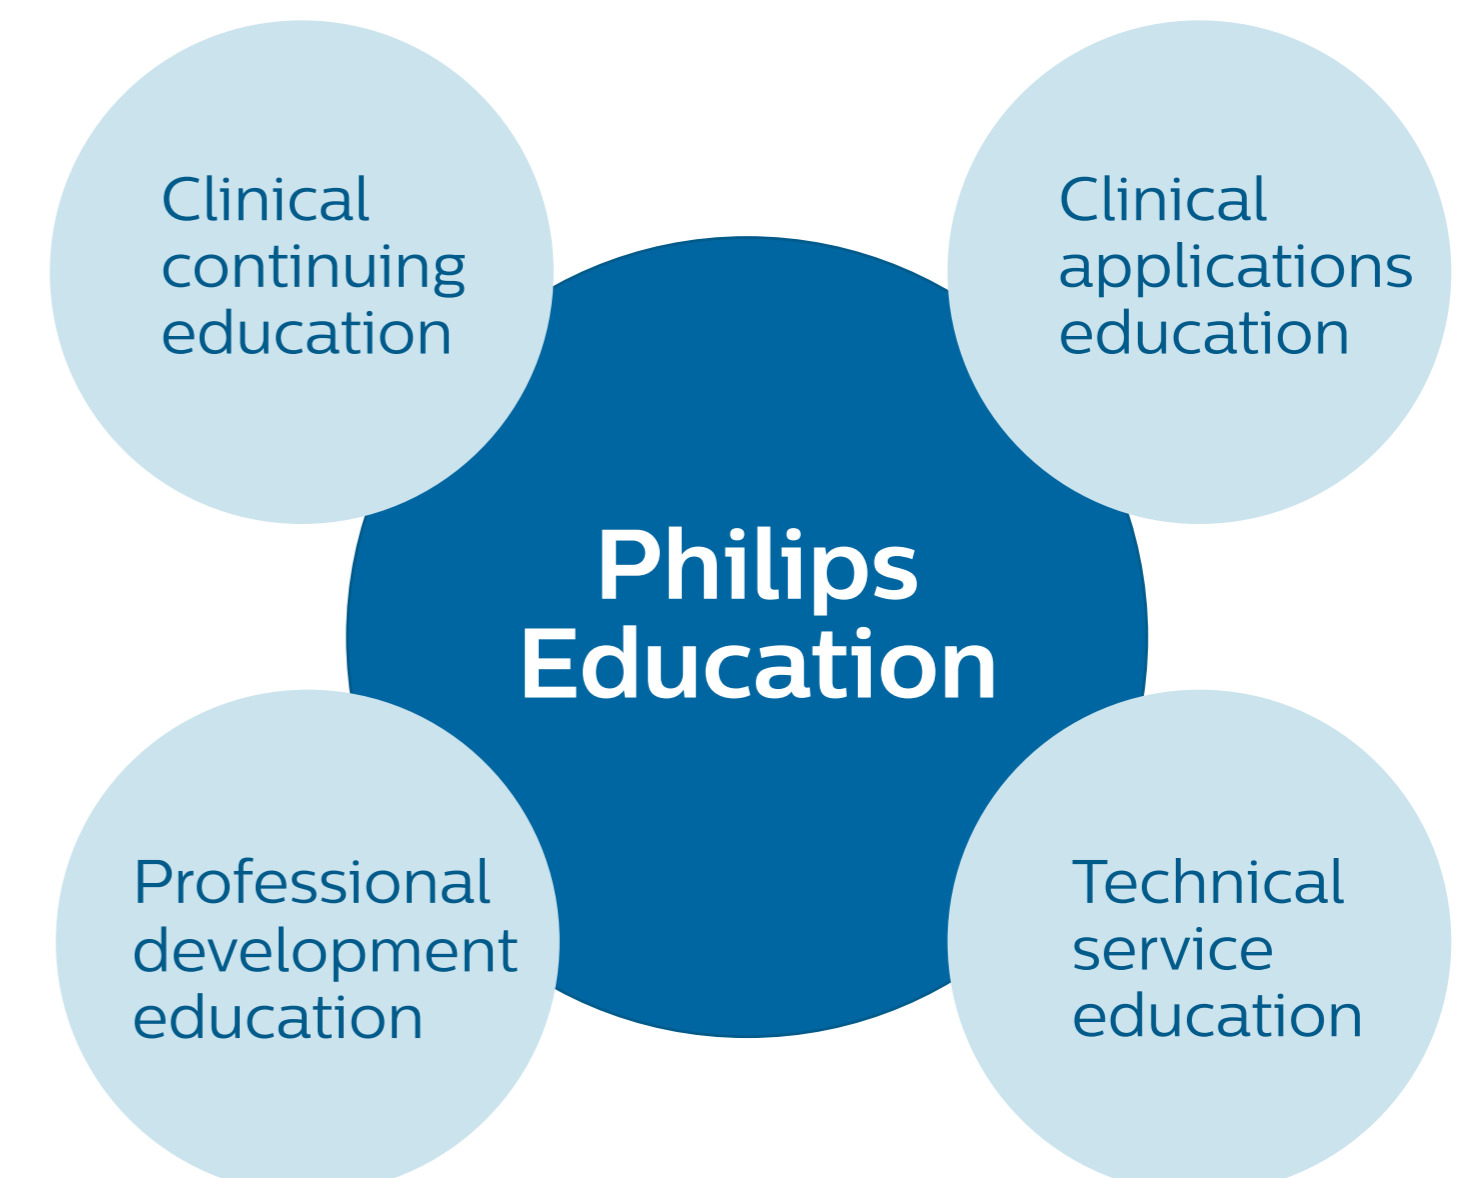 Clinical
continuing
education
Clinical
applications
education
Philips
Education
Professional
development
education
Technical
service
education